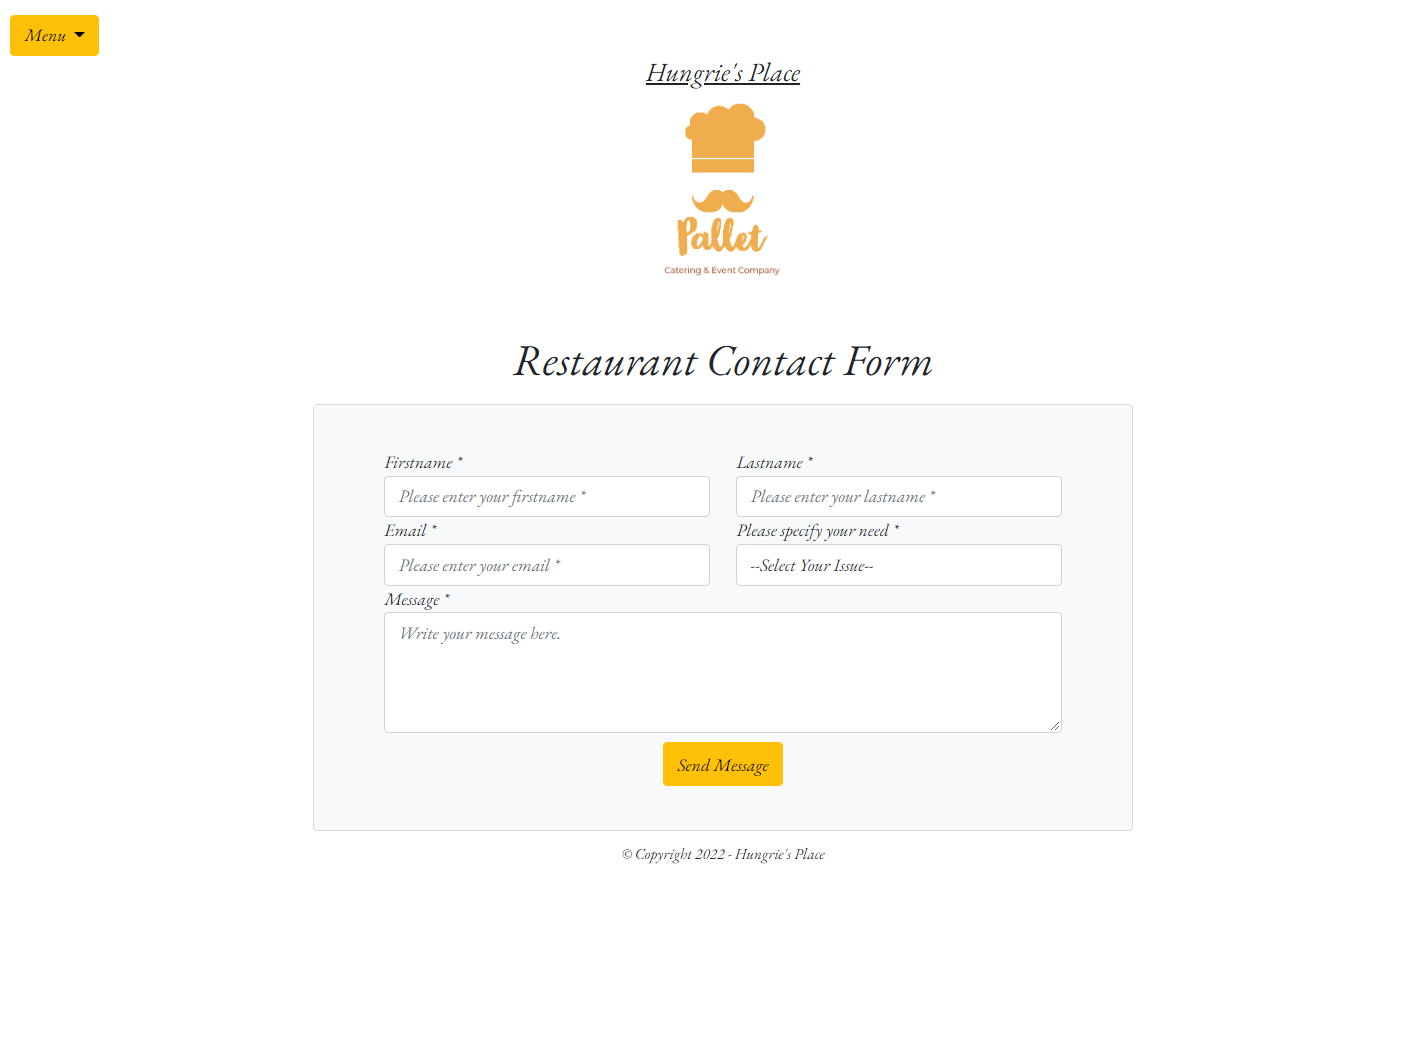 Menu
Hungrie's Place
Pallet
Catering & Event Company
Restaurant Contact Form
Firstname *
Lastname *
Please enter your firstname *
Please enter your lastname *
Email *
Please specify your need *
Please enter your email *
--Select Your Issue--
Message *
Write your message here.
Send Message
© Copyright 2022 - Hungrie's Place